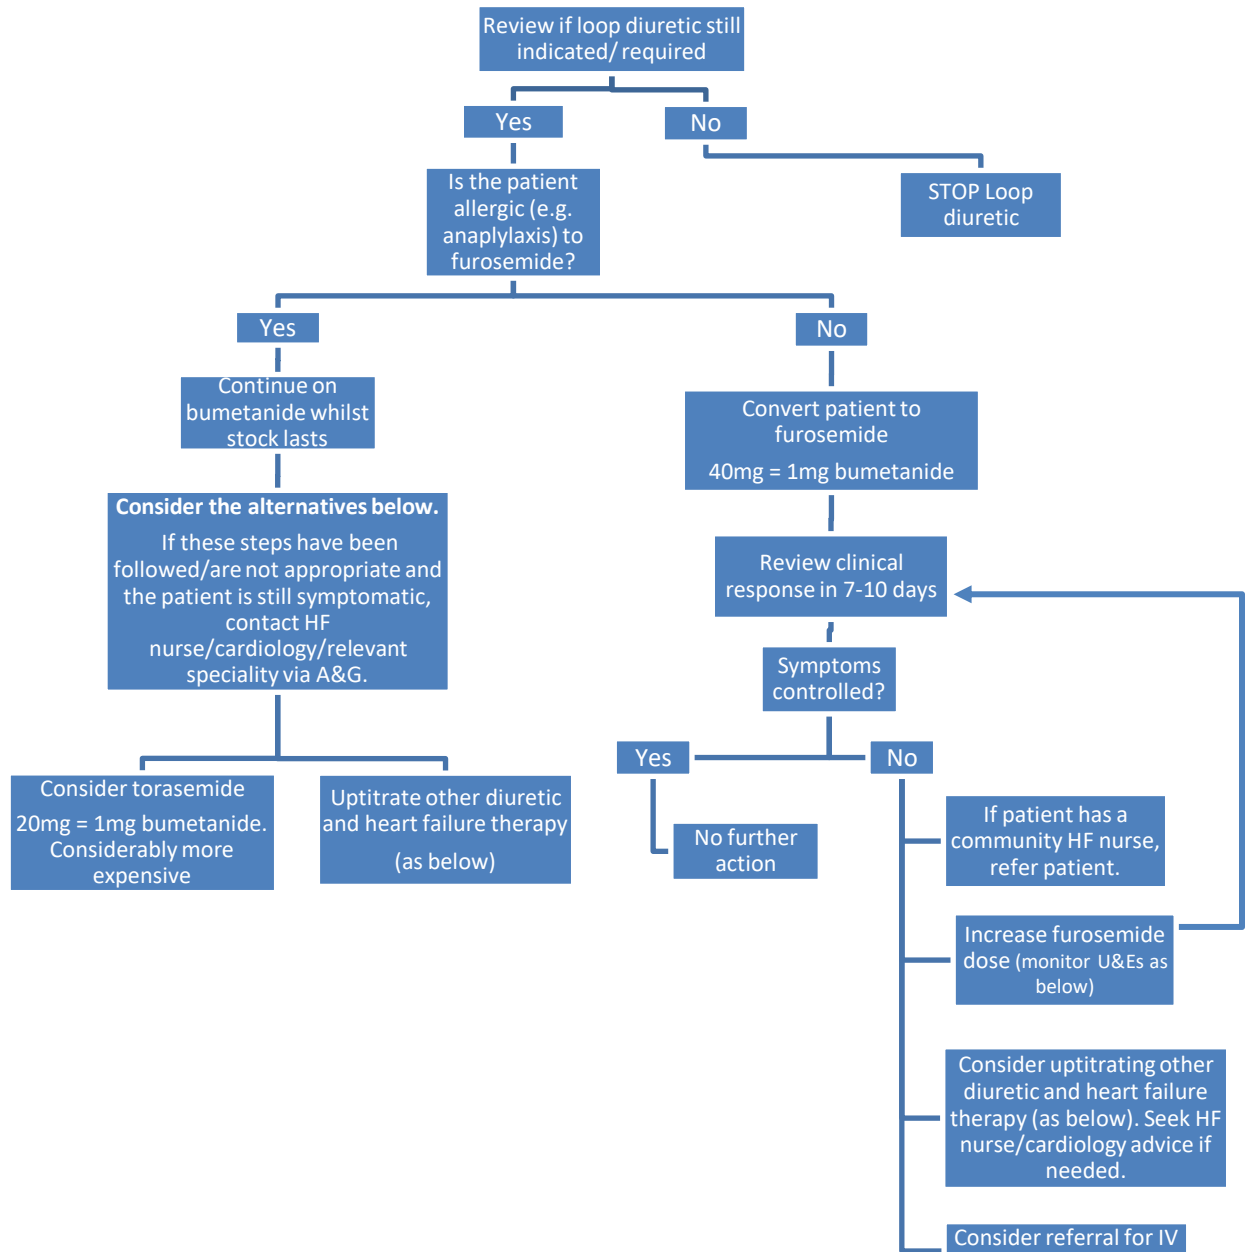 Review if loop diuretic still
indicated/ required
Yes
No
Is the patient
allergic (e.g.
anaplylaxis) to
furosemide?
STOP Loop
diuretic
Yes
No
Continue on
bumetanide whilst
stock lasts
Convert patient to
furosemide
40mg = 1mg bumetanide
Consider the alternatives below.
If these steps have been
followed/are not appropriate and
the patient is still symptomatic,
contact HF
nurse/cardiology/relevant
speciality via A&G.
Review clinical
response in 7-10 days
Symptoms
controlled?
Yes
No
Consider torasemide
20mg = 1mg bumetanide.
Considerably more
expensive
Uptitrate other diuretic
and heart failure therapy
(as below)
No further
action
If patient has a
community HF nurse,
refer patient.
Increase furosemide
dose (monitor U&Es as
below)
Consider uptitrating other
diuretic and heart failure
therapy (as below). Seek HF
nurse/cardiology advice if
needed.
Consider referral for IV